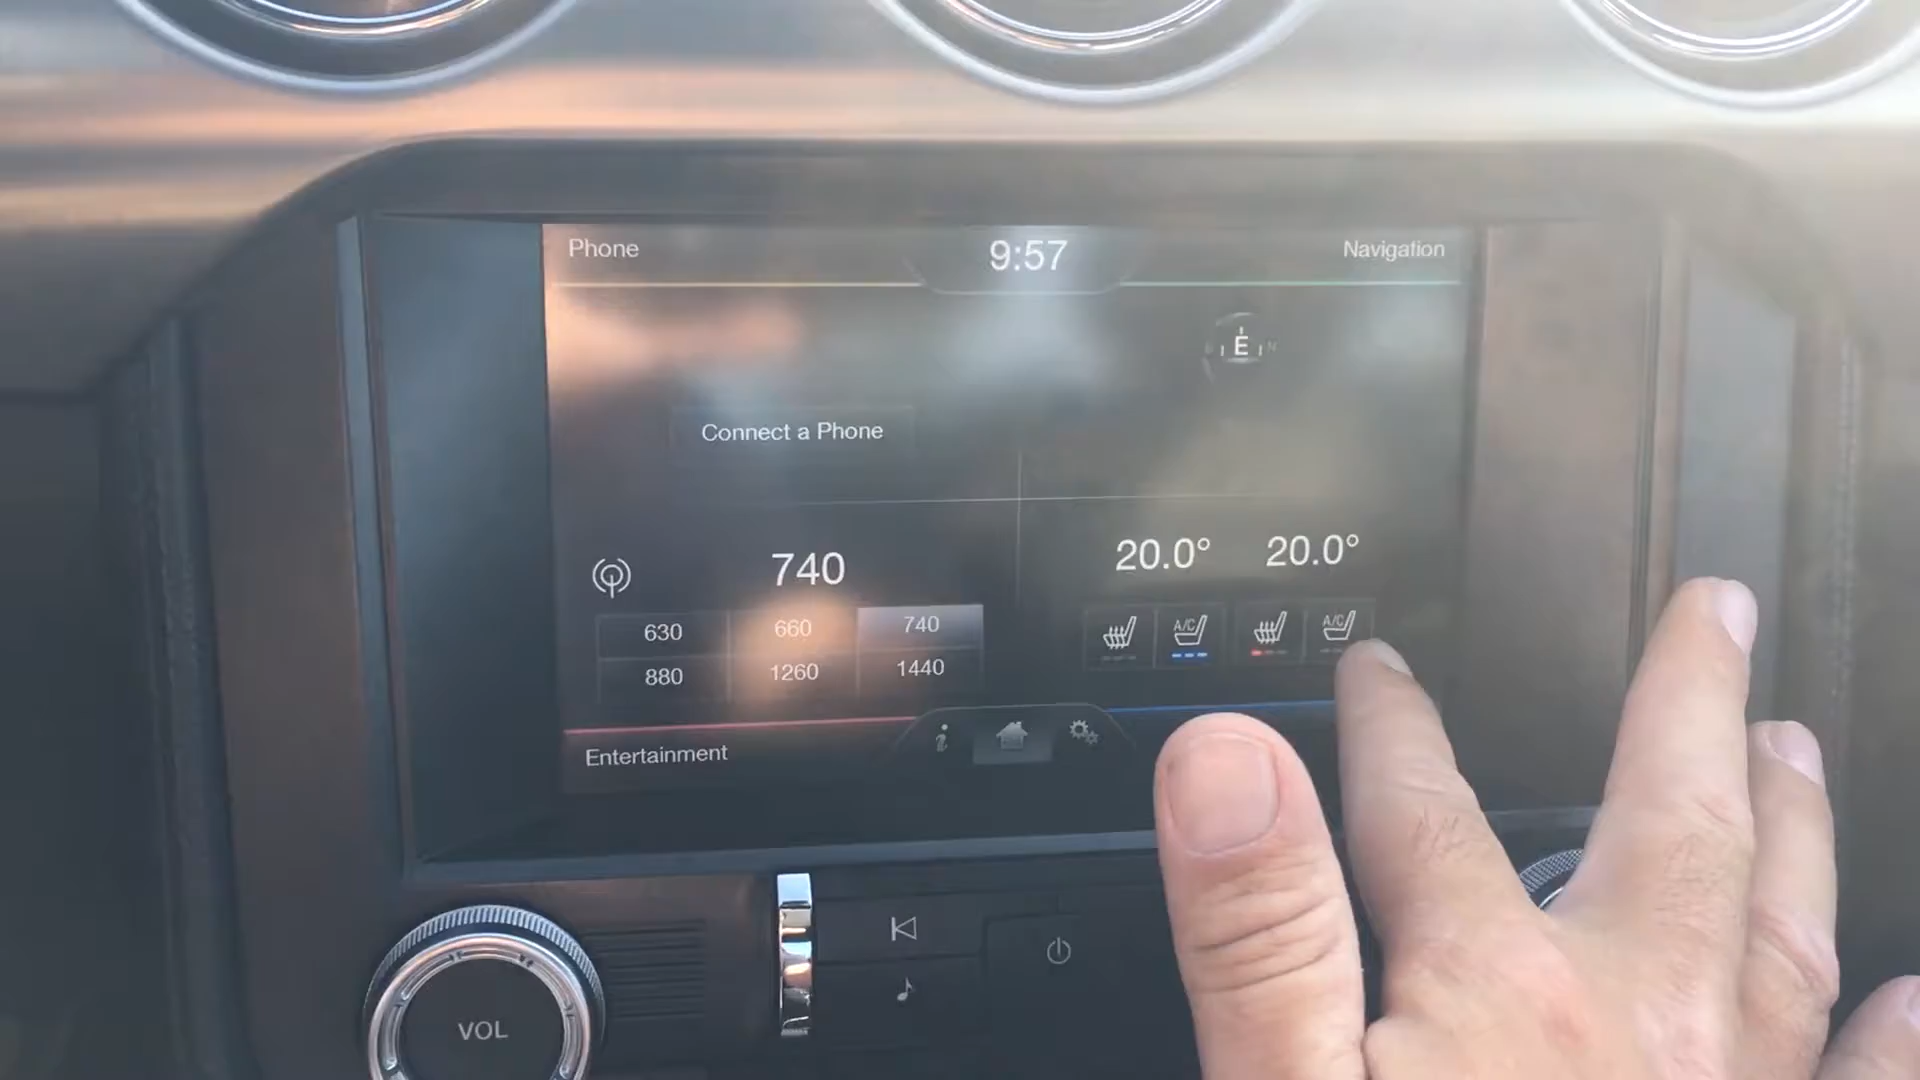 Phone 9:57 Navigation
E N
Connect a Phone
740 20.0° 20.0°
630 660 740
880 1260 1440
A/C A/C
Entertainment
VOL